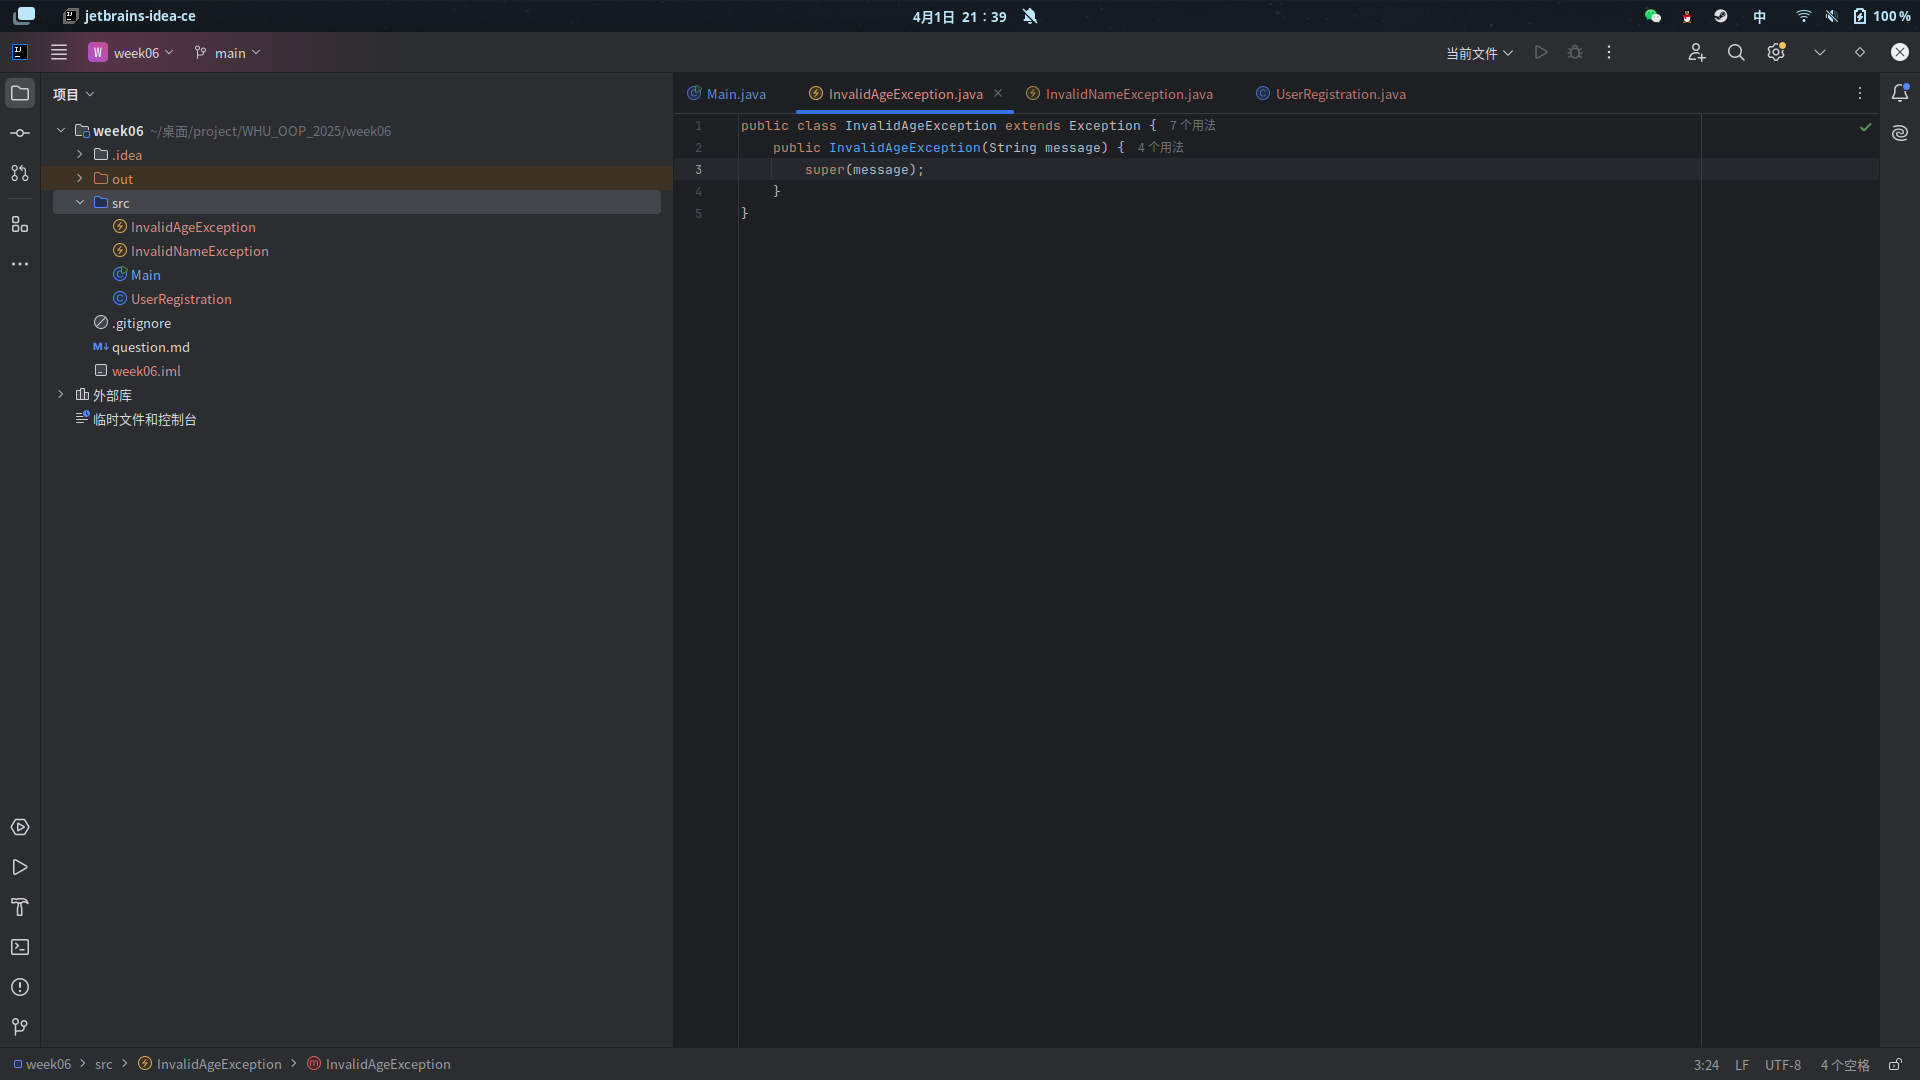 jetbrains-idea-ce
4月1日 21：39
中
100%
W week06
main
当前文件
项目
Main.java
InvalidAgeException.java
InvalidNameException.java
UserRegistration.java
week06 ~/桌面/project/WHU_OOP_2025/week06
.idea
out
src
InvalidAgeException
InvalidNameException
Main
UserRegistration
.gitignore
question.md
week06.iml
外部库
临时文件和控制台
1 public class InvalidAgeException extends Exception { 7 个用法
2 public InvalidAgeException(String message) { 4 个用法
3 super(message);
4 }
5 }
week06 > src > InvalidAgeException > InvalidAgeException
3:24 LF UTF-8 4 个空格